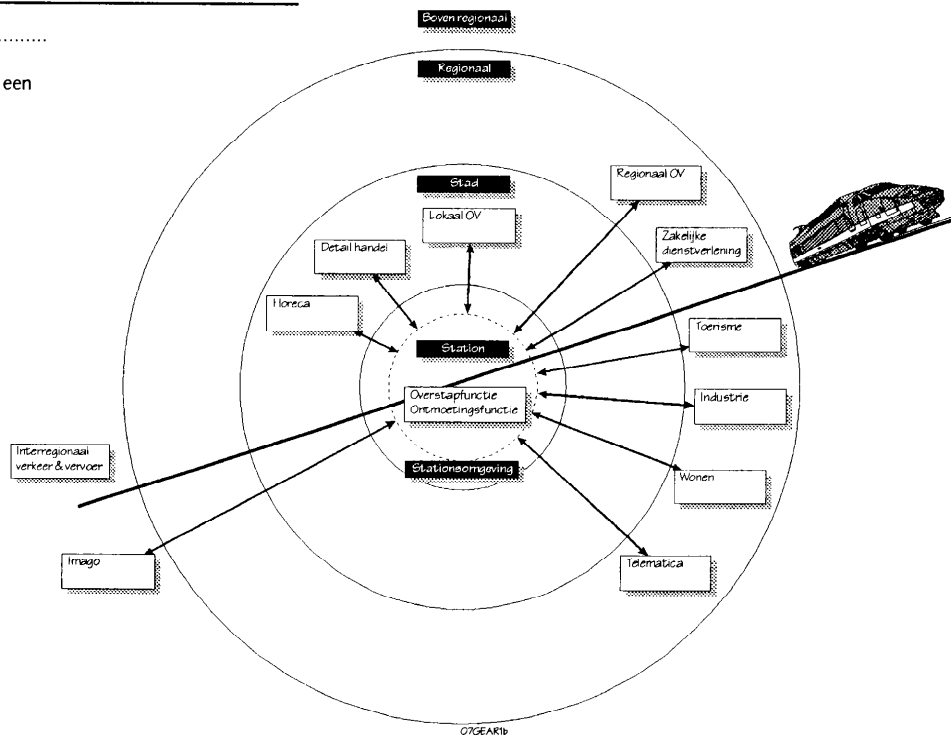 Boven regionaal
.........
Regionaal
een
Regionaal OV
Stad
Lokaal OV
Detail handel
Zakelijke
dienstverlening
Horeca
Toerisme
Station
Overstapfunctie
Ontmoetingsfunctie
Industrie
Interregionaal
verkeer & vervoer
Stationsomgeving
Wonen
Imago
Telematica
07GEAR1b